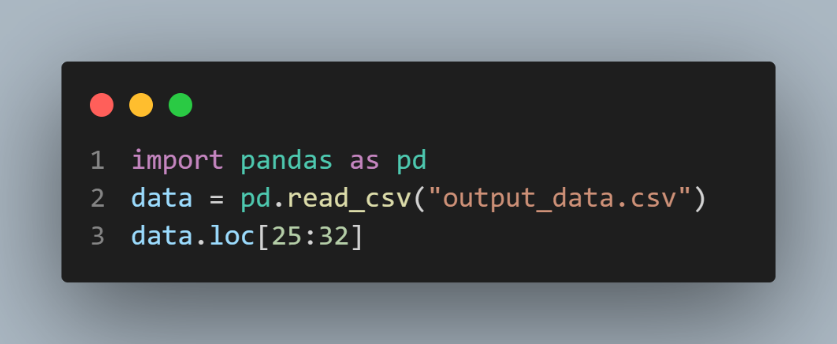 1 import pandas as pd
2 data = pd.read_csv("output_data.csv")
3 data.loc[25:32]